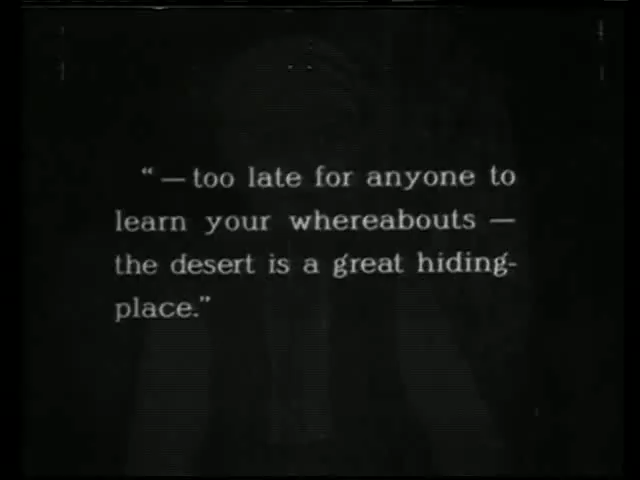 “—too late for anyone to
learn your whereabouts —
the desert is a great hiding-
place.”